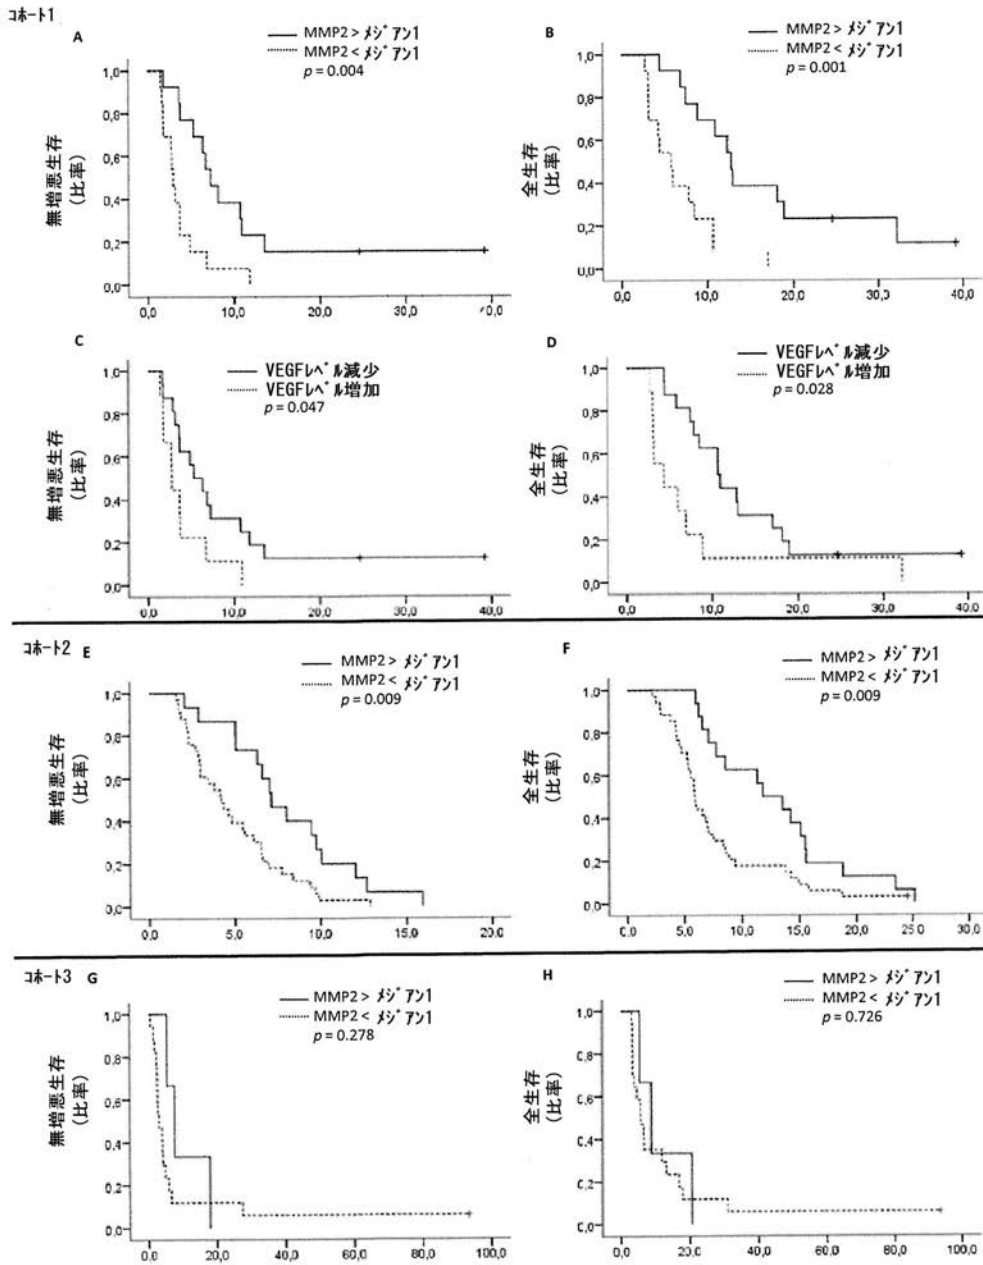 コホート1
A
MMP2 > メジアン1
MMP2 < メジアン1
p = 0.004
無増悪生存
(比率)
1,0
0,8
0,6
0,4
0,2
0,0
0,0 10,0 20,0 30,0 40,0
B
MMP2 > メジアン1
MMP2 < メジアン1
p = 0.001
全生存
(比率)
1,0
0,8
0,6
0,4
0,2
0,0
0,0 10,0 20,0 30,0 40,0
C
VEGFレベル減少
VEGFレベル増加
p = 0.047
無増悪生存
(比率)
1,0
0,8
0,6
0,4
0,2
0,0
0,0 10,0 20,0 30,0 40,0
D
VEGFレベル減少
VEGFレベル増加
p = 0.028
全生存
(比率)
1,0
0,8
0,6
0,4
0,2
0,0
0,0 10,0 20,0 30,0 40,0
コホート2
E
MMP2 > メジアン1
MMP2 < メジアン1
p = 0.009
無増悪生存
(比率)
1,0
0,8
0,6
0,4
0,2
0,0
0,0 5,0 10,0 15,0 20,0
F
MMP2 > メジアン1
MMP2 < メジアン1
p = 0.009
全生存
(比率)
1,0
0,8
0,6
0,4
0,2
0,0
0,0 5,0 10,0 15,0 20,0 25,0 30,0
コホート3
G
MMP2 > メジアン1
MMP2 < メジアン1
p = 0.278
無増悪生存
(比率)
1,0
0,8
0,6
0,4
0,2
0,0
0,0 20,0 40,0 60,0 80,0 100,0
H
MMP2 > メジアン1
MMP2 < メジアン1
p = 0.726
全生存
(比率)
1,0
0,8
0,6
0,4
0,2
0,0
0,0 20,0 40,0 60,0 80,0 100,0